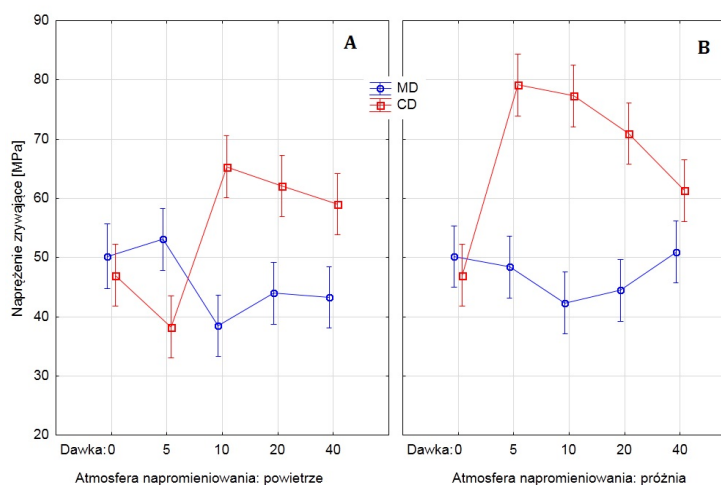 Naprężenie zrywające [MPa]
90
80
70
60
50
40
30
20
A
B
MD
CD
Dawka:0 5 10 20 40
Atmosfera napromieniowania: powietrze
Dawka:0 5 10 20 40
Atmosfera napromieniowania: próżnia